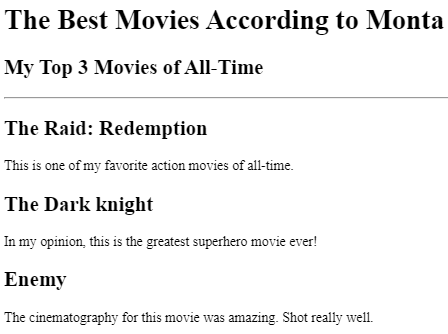 The Best Movies According to Monta
My Top 3 Movies of All-Time
The Raid: Redemption
This is one of my favorite action movies of all-time.
The Dark knight
In my opinion, this is the greatest superhero movie ever!
Enemy
The cinematography for this movie was amazing. Shot really well.